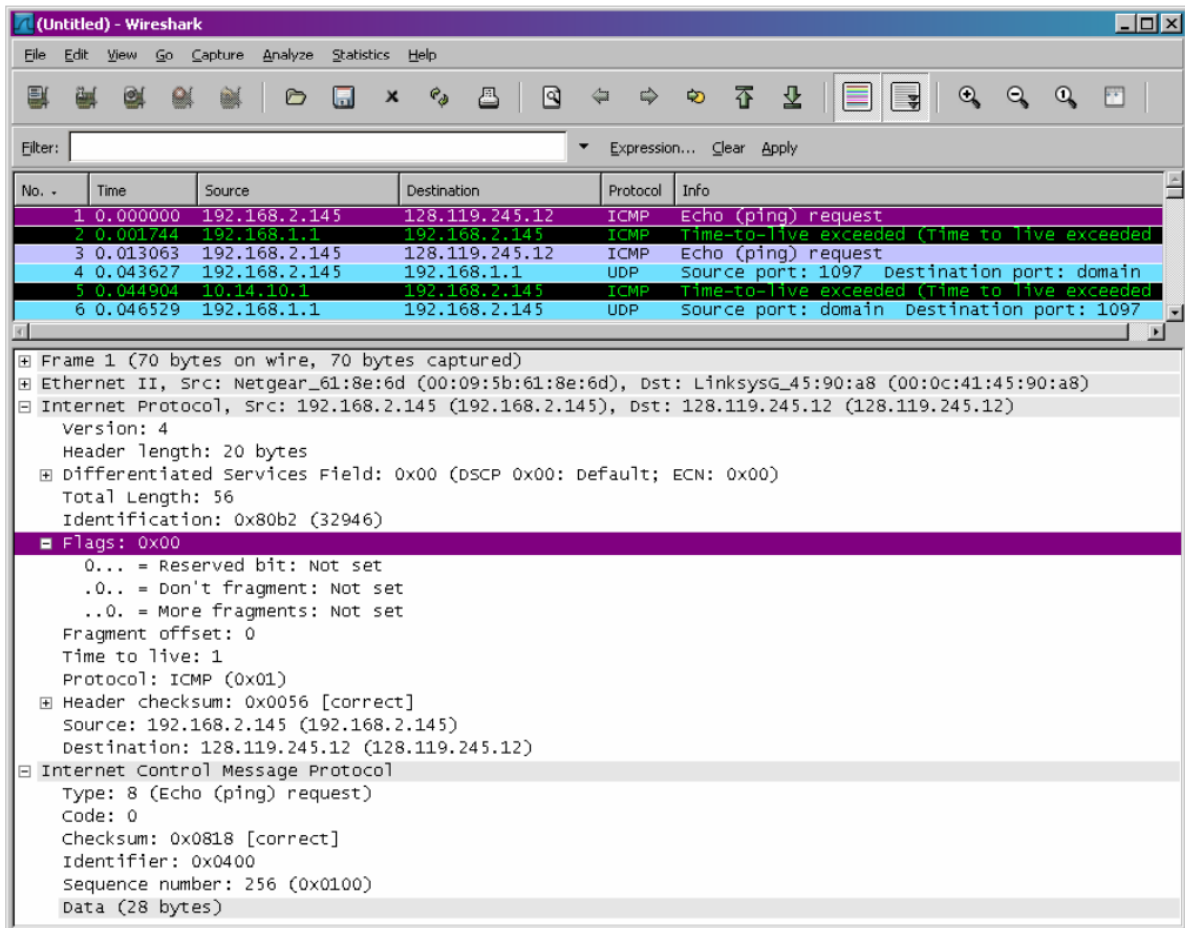 (Untitled) - Wireshark
File Edit View Go Capture Analyze Statistics Help
Filter: Expression... Clear Apply
No. - Time Source Destination Protocol Info
1 0.000000 192.168.2.145 128.119.245.12 ICMP Echo (ping) request
2 0.001744 192.168.1.1 192.168.2.145 ICMP Time-to-live exceeded (Time to live exceeded
3 0.013063 192.168.2.145 128.119.245.12 ICMP Echo (ping) request
4 0.043627 192.168.2.145 192.168.1.1 UDP Source port: 1097 Destination port: domain
5 0.044904 10.14.10.1 192.168.2.145 ICMP Time-to-live exceeded (Time to live exceeded
6 0.046529 192.168.1.1 192.168.2.145 UDP Source port: domain Destination port: 1097
Frame 1 (70 bytes on wire, 70 bytes captured)
Ethernet II, Src: Netgear_61:8e:6d (00:09:5b:61:8e:6d), Dst: LinksysG_45:90:a8 (00:0c:41:45:90:a8)
Internet Protocol, Src: 192.168.2.145 (192.168.2.145), Dst: 128.119.245.12 (128.119.245.12)
Version: 4
Header length: 20 bytes
Differentiated Services Field: 0x00 (DSCP 0x00: Default; ECN: 0x00)
Total Length: 56
Identification: 0x80b2 (32946)
Flags: 0x00
0... = Reserved bit: Not set
.0.. = Don't fragment: Not set
..0. = More fragments: Not set
Fragment offset: 0
Time to live: 1
Protocol: ICMP (0x01)
Header checksum: 0x0056 [correct]
Source: 192.168.2.145 (192.168.2.145)
Destination: 128.119.245.12 (128.119.245.12)
Internet Control Message Protocol
Type: 8 (Echo (ping) request)
Code: 0
Checksum: 0x0818 [correct]
Identifier: 0x0400
Sequence number: 256 (0x0100)
Data (28 bytes)